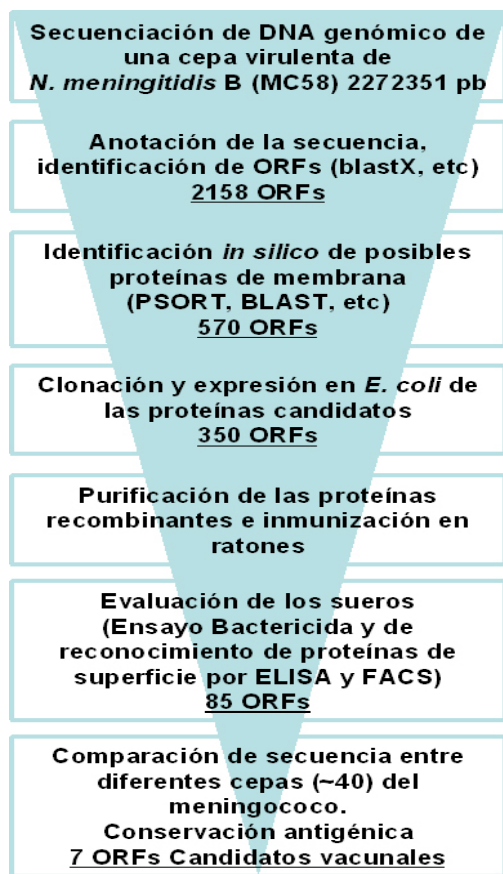 Secuenciación de DNA genómico de
una cepa virulenta de
N. meningitidis B (MC58) 2272351 pb
Anotación de la secuencia,
identificación de ORFs (blastX, etc)
2158 ORFs
Identificación in silico de posibles
proteínas de membrana
(PSORT, BLAST, etc)
570 ORFs
Clonación y expresión en E. coli de
las proteínas candidatos
350 ORFs
Purificación de las proteínas
recombinantes e inmunización en
ratones
Evaluación de los sueros
(Ensayo Bactericida y de
reconocimiento de proteínas de
superficie por ELISA y FACS)
85 ORFs
Comparación de secuencia entre
diferentes cepas (~40) del
meningococo.
Conservación antigénica
7 ORFs Candidatos vacunales